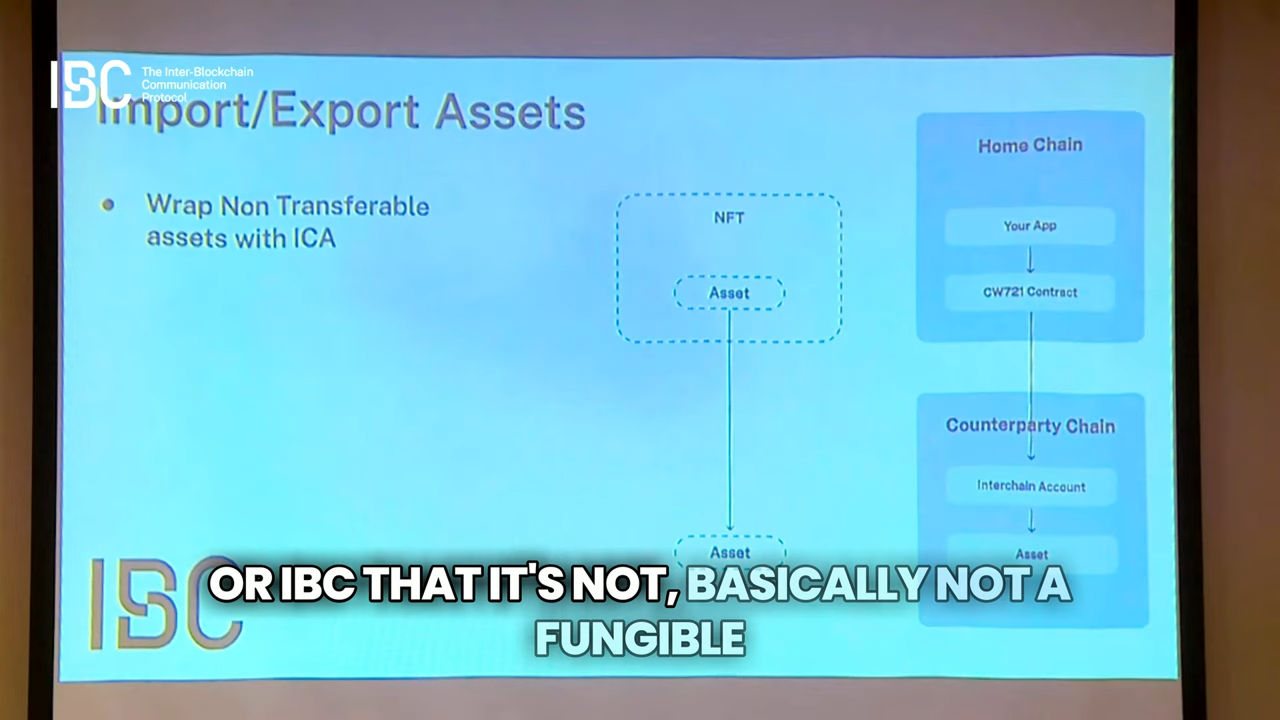 IBC
The Inter-Blockchain
Communication
Protocol
Import/Export Assets
• Wrap Non Transferable
assets with ICA
NFT
Asset
Asset
Home Chain
Your App
CW721 Contract
Counterparty Chain
Interchain Account
Asset
IBC
OR IBC THAT IT'S NOT, BASICALLY NOT A
FUNGIBLE